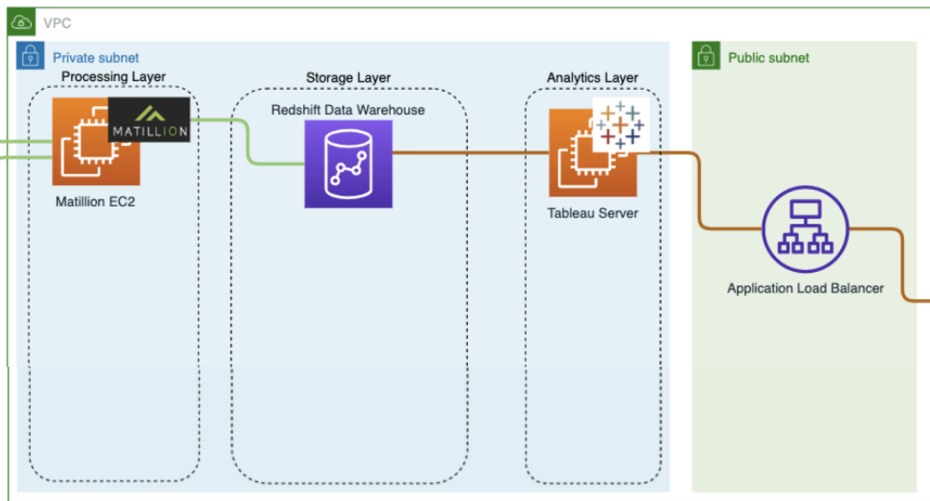 VPC
Private subnet
Public subnet
Processing Layer
Storage Layer
Analytics Layer
Redshift Data Warehouse
MATILLION
Matillion EC2
Tableau Server
Application Load Balancer